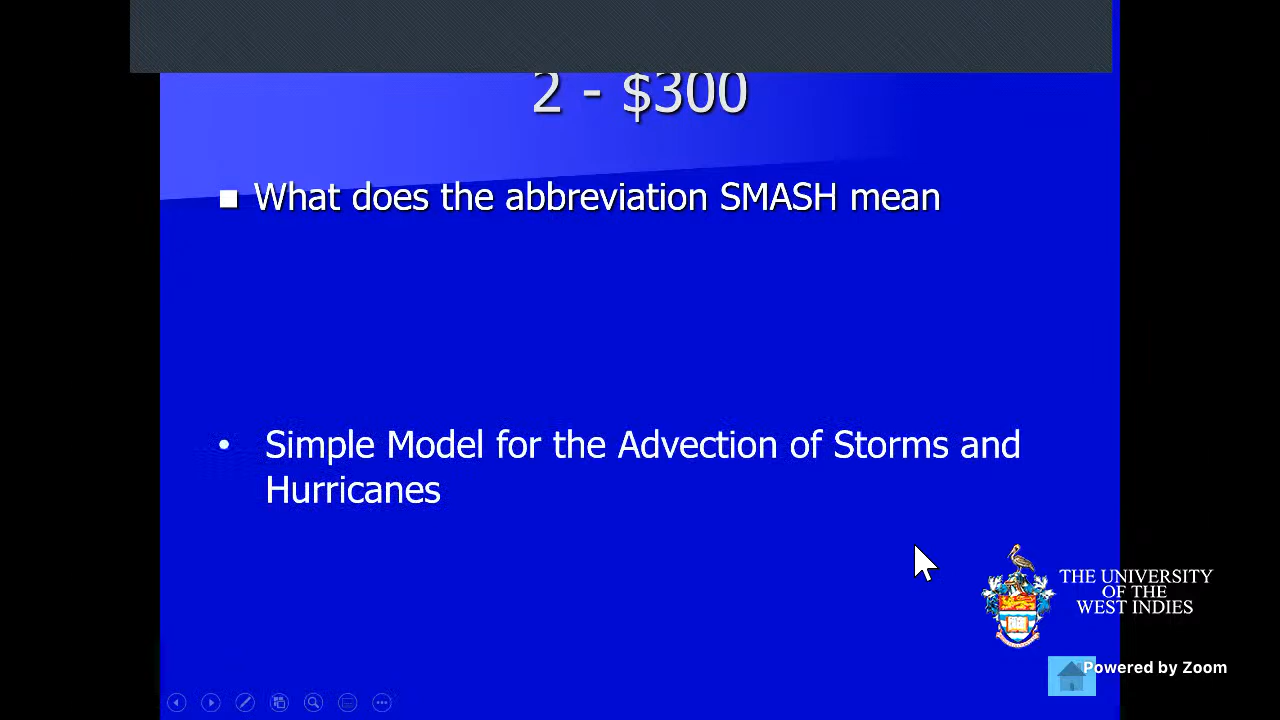 2 - $300
What does the abbreviation SMASH mean
Simple Model for the Advection of Storms and
Hurricanes
THE UNIVERSITY
OF THE
WEST INDIES
Powered by Zoom